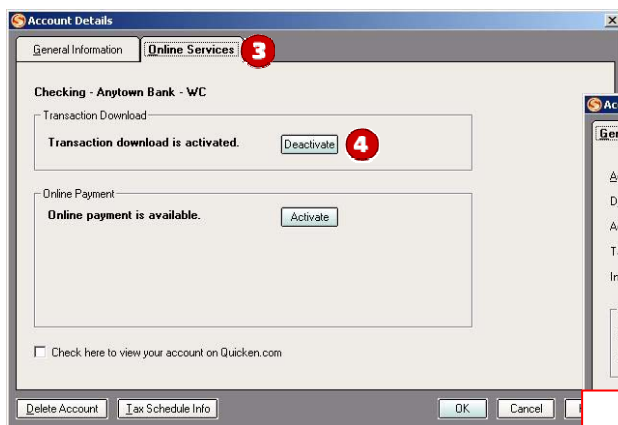 Account Details
General Information
Online Services
3
Checking - Anytown Bank - WC
Transaction Download
Transaction download is activated.
Deactivate
4
Online Payment
Online payment is available.
Activate
Check here to view your account on Quicken.com
Delete Account
Tax Schedule Info
OK
Cancel